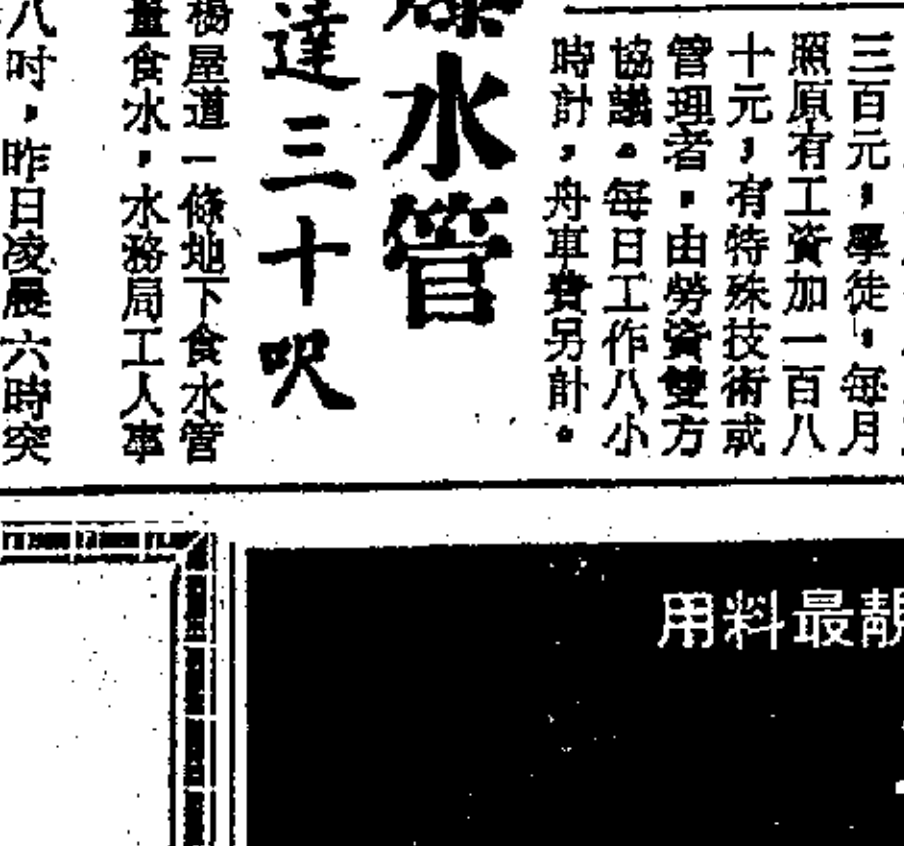 三百元，學徒，每月
照原有工資加一百八
十元，有特殊技術或
管理者，由勞資雙方
協議。每日工作八小
時計，舟車費另計。
爆水管
達三十呎
楊屋道一條地下食水管
量食水，水務局工人事
八吋，昨日凌晨六時突
用料最靚